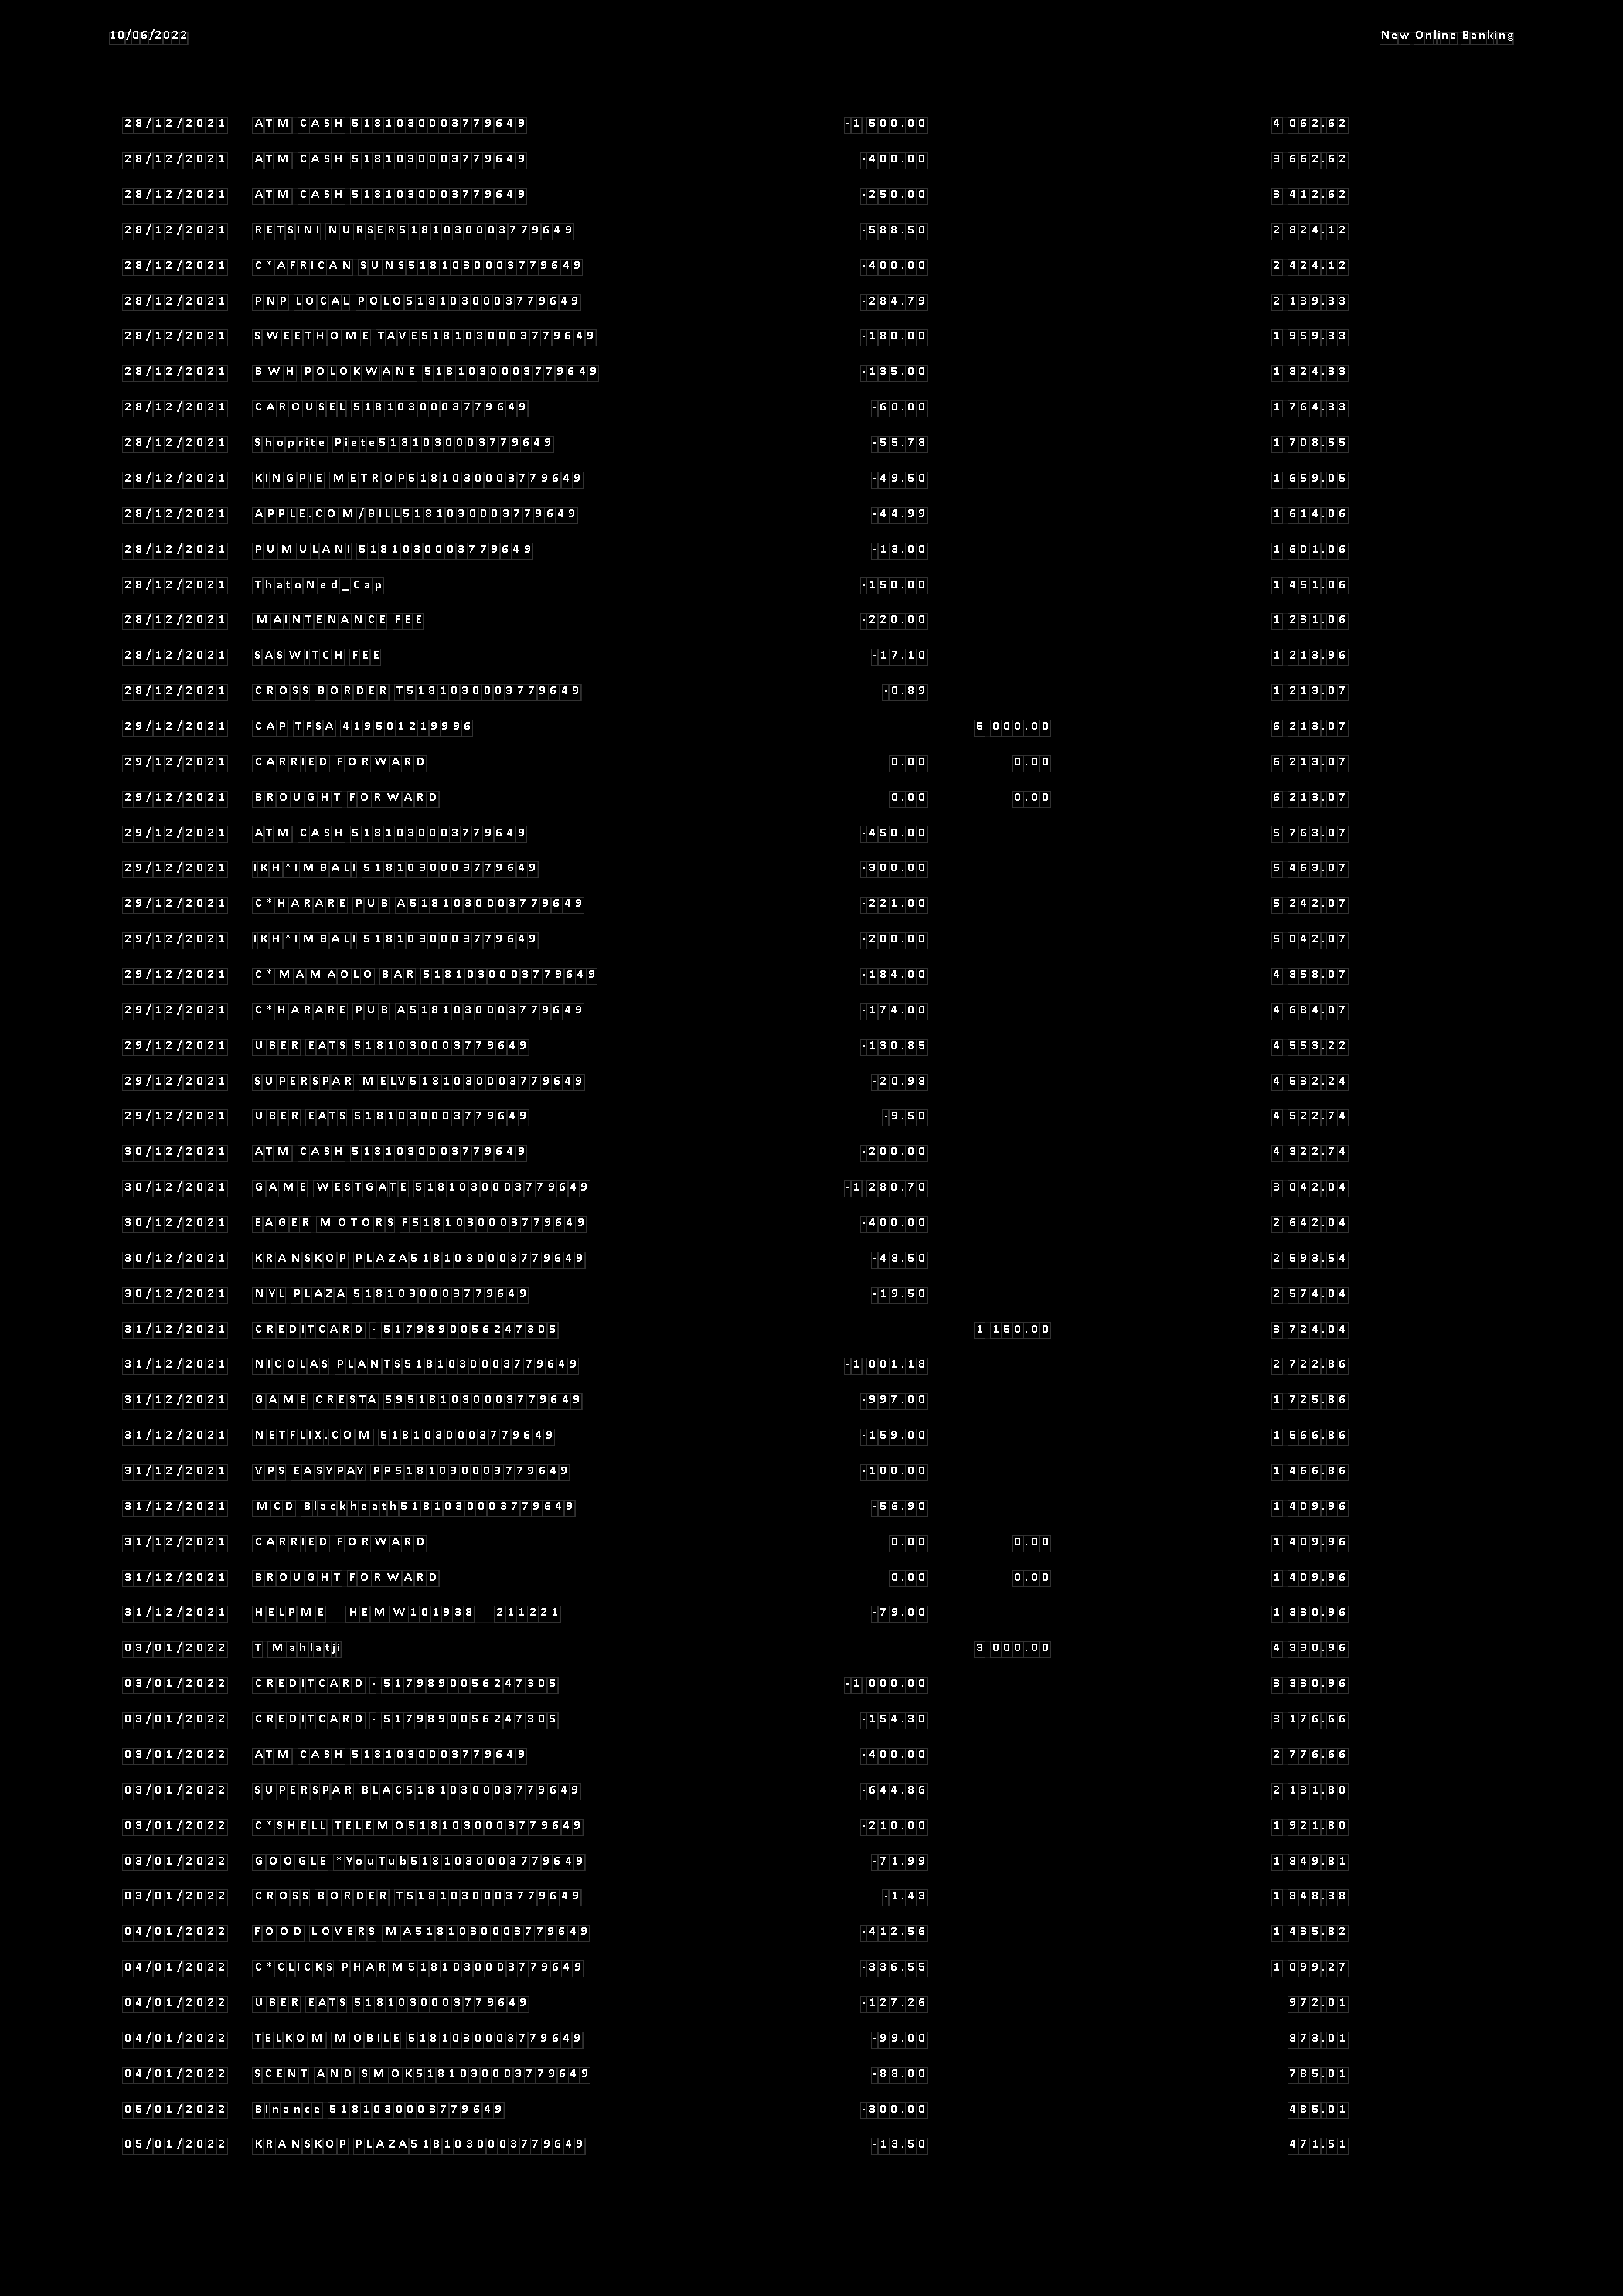 10/06/2022 New Online Banking
28/12/2021 ATM CASH 5181030003779649 -1 500.00 4 062.62
28/12/2021 ATM CASH 5181030003779649 -400.00 3 662.62
28/12/2021 ATM CASH 5181030003779649 -250.00 3 412.62
28/12/2021 RETSINI NURSER5181030003779649 -588.50 2 824.12
28/12/2021 C*AFRICAN SUNS5181030003779649 -400.00 2 424.12
28/12/2021 PNP LOCAL POLO5181030003779649 -284.79 2 139.33
28/12/2021 SWEETHOME TAVE5181030003779649 -180.00 1 959.33
28/12/2021 BWH POLOKWANE 5181030003779649 -135.00 1 824.33
28/12/2021 CAROUSEL 5181030003779649 -60.00 1 764.33
28/12/2021 Shoprite Piete5181030003779649 -55.78 1 708.55
28/12/2021 KINGPIE METROP5181030003779649 -49.50 1 659.05
28/12/2021 APPLE.COM/BILL5181030003779649 -44.99 1 614.06
28/12/2021 PUMULANI 5181030003779649 -13.00 1 601.06
28/12/2021 ThatoNed_Cap -150.00 1 451.06
28/12/2021 MAINTENANCE FEE -220.00 1 231.06
28/12/2021 SASWITCH FEE -17.10 1 213.96
28/12/2021 CROSS BORDER T5181030003779649 -0.89 1 213.07
29/12/2021 CAP TFSA 419501219996 5 000.00 6 213.07
29/12/2021 CARRIED FORWARD 0.00 0.00 6 213.07
29/12/2021 BROUGHT FORWARD 0.00 0.00 6 213.07
29/12/2021 ATM CASH 5181030003779649 -450.00 5 763.07
29/12/2021 IKH*IMBALI 5181030003779649 -300.00 5 463.07
29/12/2021 C*HARARE PUB A5181030003779649 -221.00 5 242.07
29/12/2021 IKH*IMBALI 5181030003779649 -200.00 5 042.07
29/12/2021 C*MAMAOLO BAR 5181030003779649 -184.00 4 858.07
29/12/2021 C*HARARE PUB A5181030003779649 -174.00 4 684.07
29/12/2021 UBER EATS 5181030003779649 -130.85 4 553.22
29/12/2021 SUPERSPAR MELV5181030003779649 -20.98 4 532.24
29/12/2021 UBER EATS 5181030003779649 -9.50 4 522.74
30/12/2021 ATM CASH 5181030003779649 -200.00 4 322.74
30/12/2021 GAME WESTGATE 5181030003779649 -1 280.70 3 042.04
30/12/2021 EAGER MOTORS F5181030003779649 -400.00 2 642.04
30/12/2021 KRANSKOP PLAZA5181030003779649 -48.50 2 593.54
30/12/2021 NYL PLAZA 5181030003779649 -19.50 2 574.04
31/12/2021 CREDITCARD - 5179890056247305 1 150.00 3 724.04
31/12/2021 NICOLAS PLANTS5181030003779649 -1 001.18 2 722.86
31/12/2021 GAME CRESTA 595181030003779649 -997.00 1 725.86
31/12/2021 NETFLIX.COM 5181030003779649 -159.00 1 566.86
31/12/2021 VPS EASYPAY PP5181030003779649 -100.00 1 466.86
31/12/2021 MCD Blackheath5181030003779649 -56.90 1 409.96
31/12/2021 CARRIED FORWARD 0.00 0.00 1 409.96
31/12/2021 BROUGHT FORWARD 0.00 0.00 1 409.96
31/12/2021 HELPME HEMW101938 211221 -79.00 1 330.96
03/01/2022 T Mahlatji 3 000.00 4 330.96
03/01/2022 CREDITCARD - 5179890056247305 -1 000.00 3 330.96
03/01/2022 CREDITCARD - 5179890056247305 -154.30 3 176.66
03/01/2022 ATM CASH 5181030003779649 -400.00 2 776.66
03/01/2022 SUPERSPAR BLAC5181030003779649 -644.86 2 131.80
03/01/2022 C*SHELL TELEMO5181030003779649 -210.00 1 921.80
03/01/2022 GOOGLE *YouTub5181030003779649 -71.99 1 849.81
03/01/2022 CROSS BORDER T5181030003779649 -1.43 1 848.38
04/01/2022 FOOD LOVERS MA5181030003779649 -412.56 1 435.82
04/01/2022 C*CLICKS PHARM5181030003779649 -336.55 1 099.27
04/01/2022 UBER EATS 5181030003779649 -127.26 972.01
04/01/2022 TELKOM MOBILE 5181030003779649 -99.00 873.01
04/01/2022 SCENT AND SMOK5181030003779649 -88.00 785.01
05/01/2022 Binance 5181030003779649 -300.00 485.01
05/01/2022 KRANSKOP PLAZA5181030003779649 -13.50 471.51